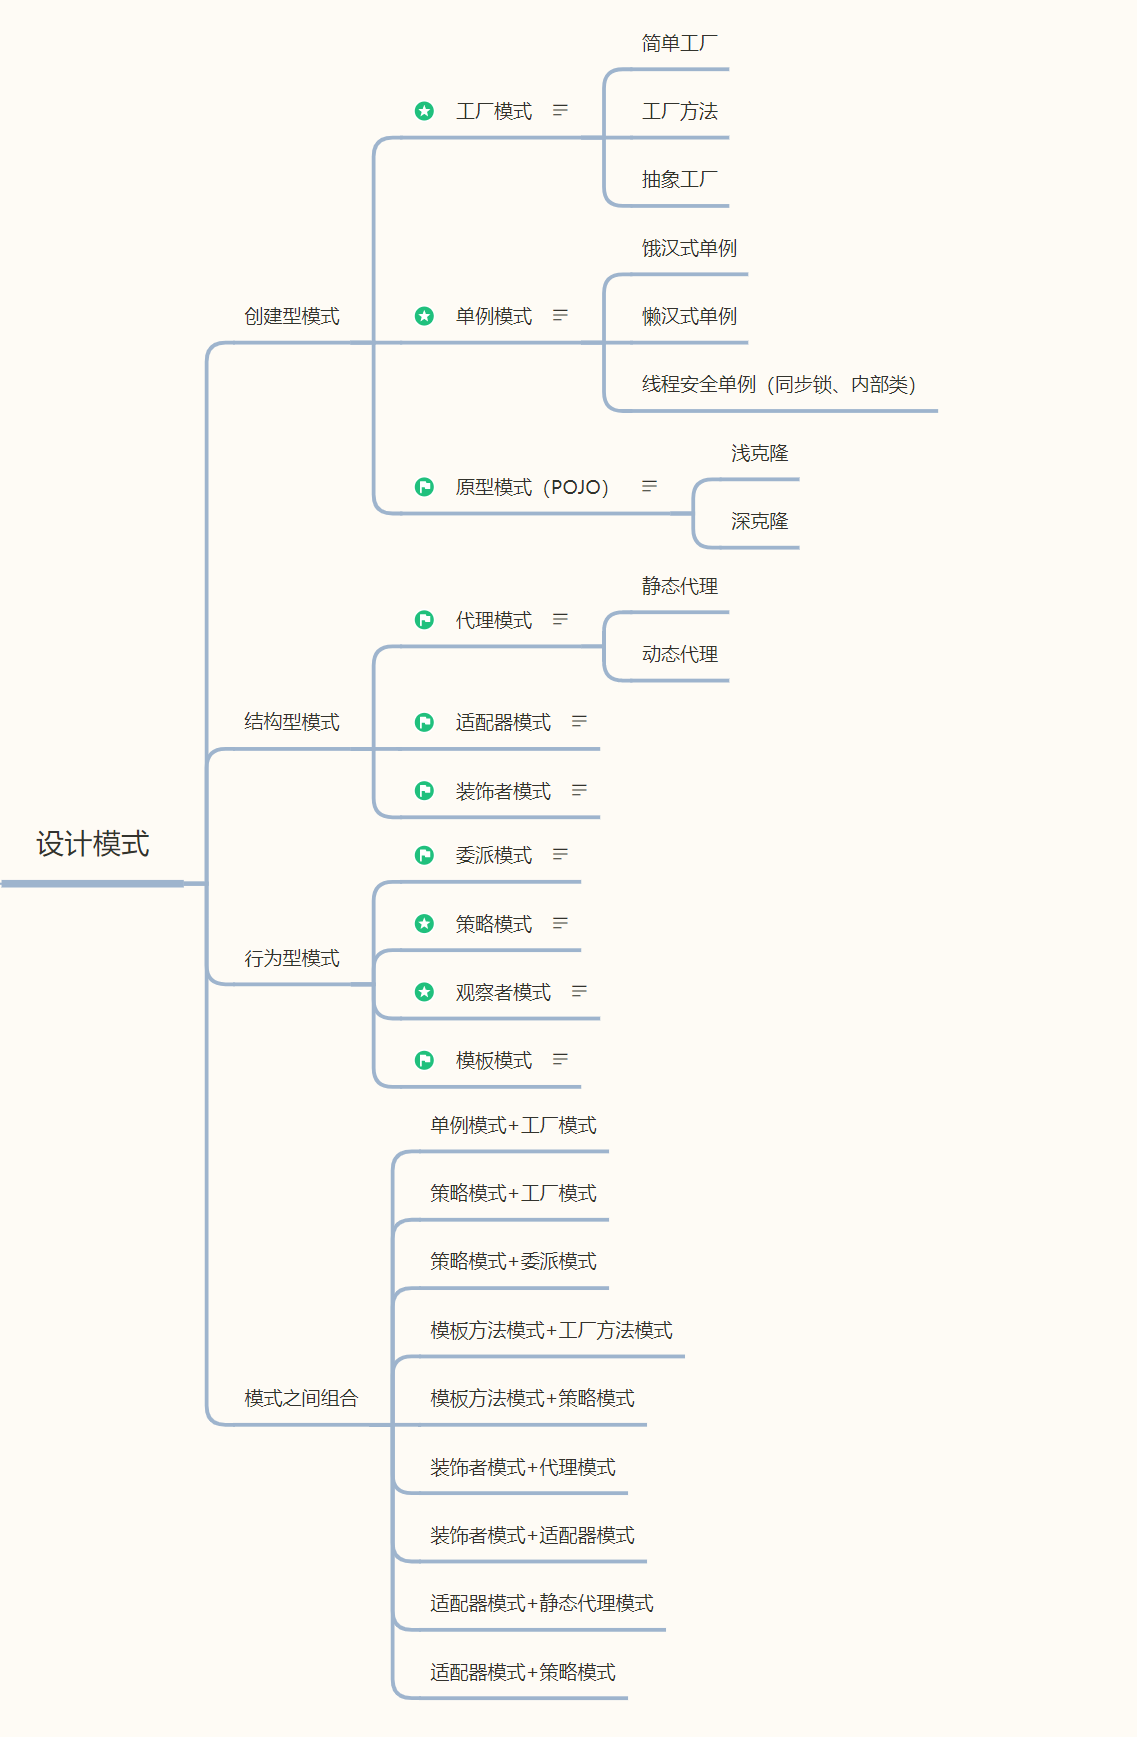 设计模式
创建型模式
工厂模式
简单工厂
工厂方法
抽象工厂
单例模式
饿汉式单例
懒汉式单例
线程安全单例（同步锁、内部类）
原型模式（POJO）
浅克隆
深克隆
结构型模式
代理模式
静态代理
动态代理
适配器模式
装饰者模式
行为型模式
委派模式
策略模式
观察者模式
模板模式
模式之间组合
单例模式+工厂模式
策略模式+工厂模式
策略模式+委派模式
模板方法模式+工厂方法模式
模板方法模式+策略模式
装饰者模式+代理模式
装饰者模式+适配器模式
适配器模式+静态代理模式
适配器模式+策略模式